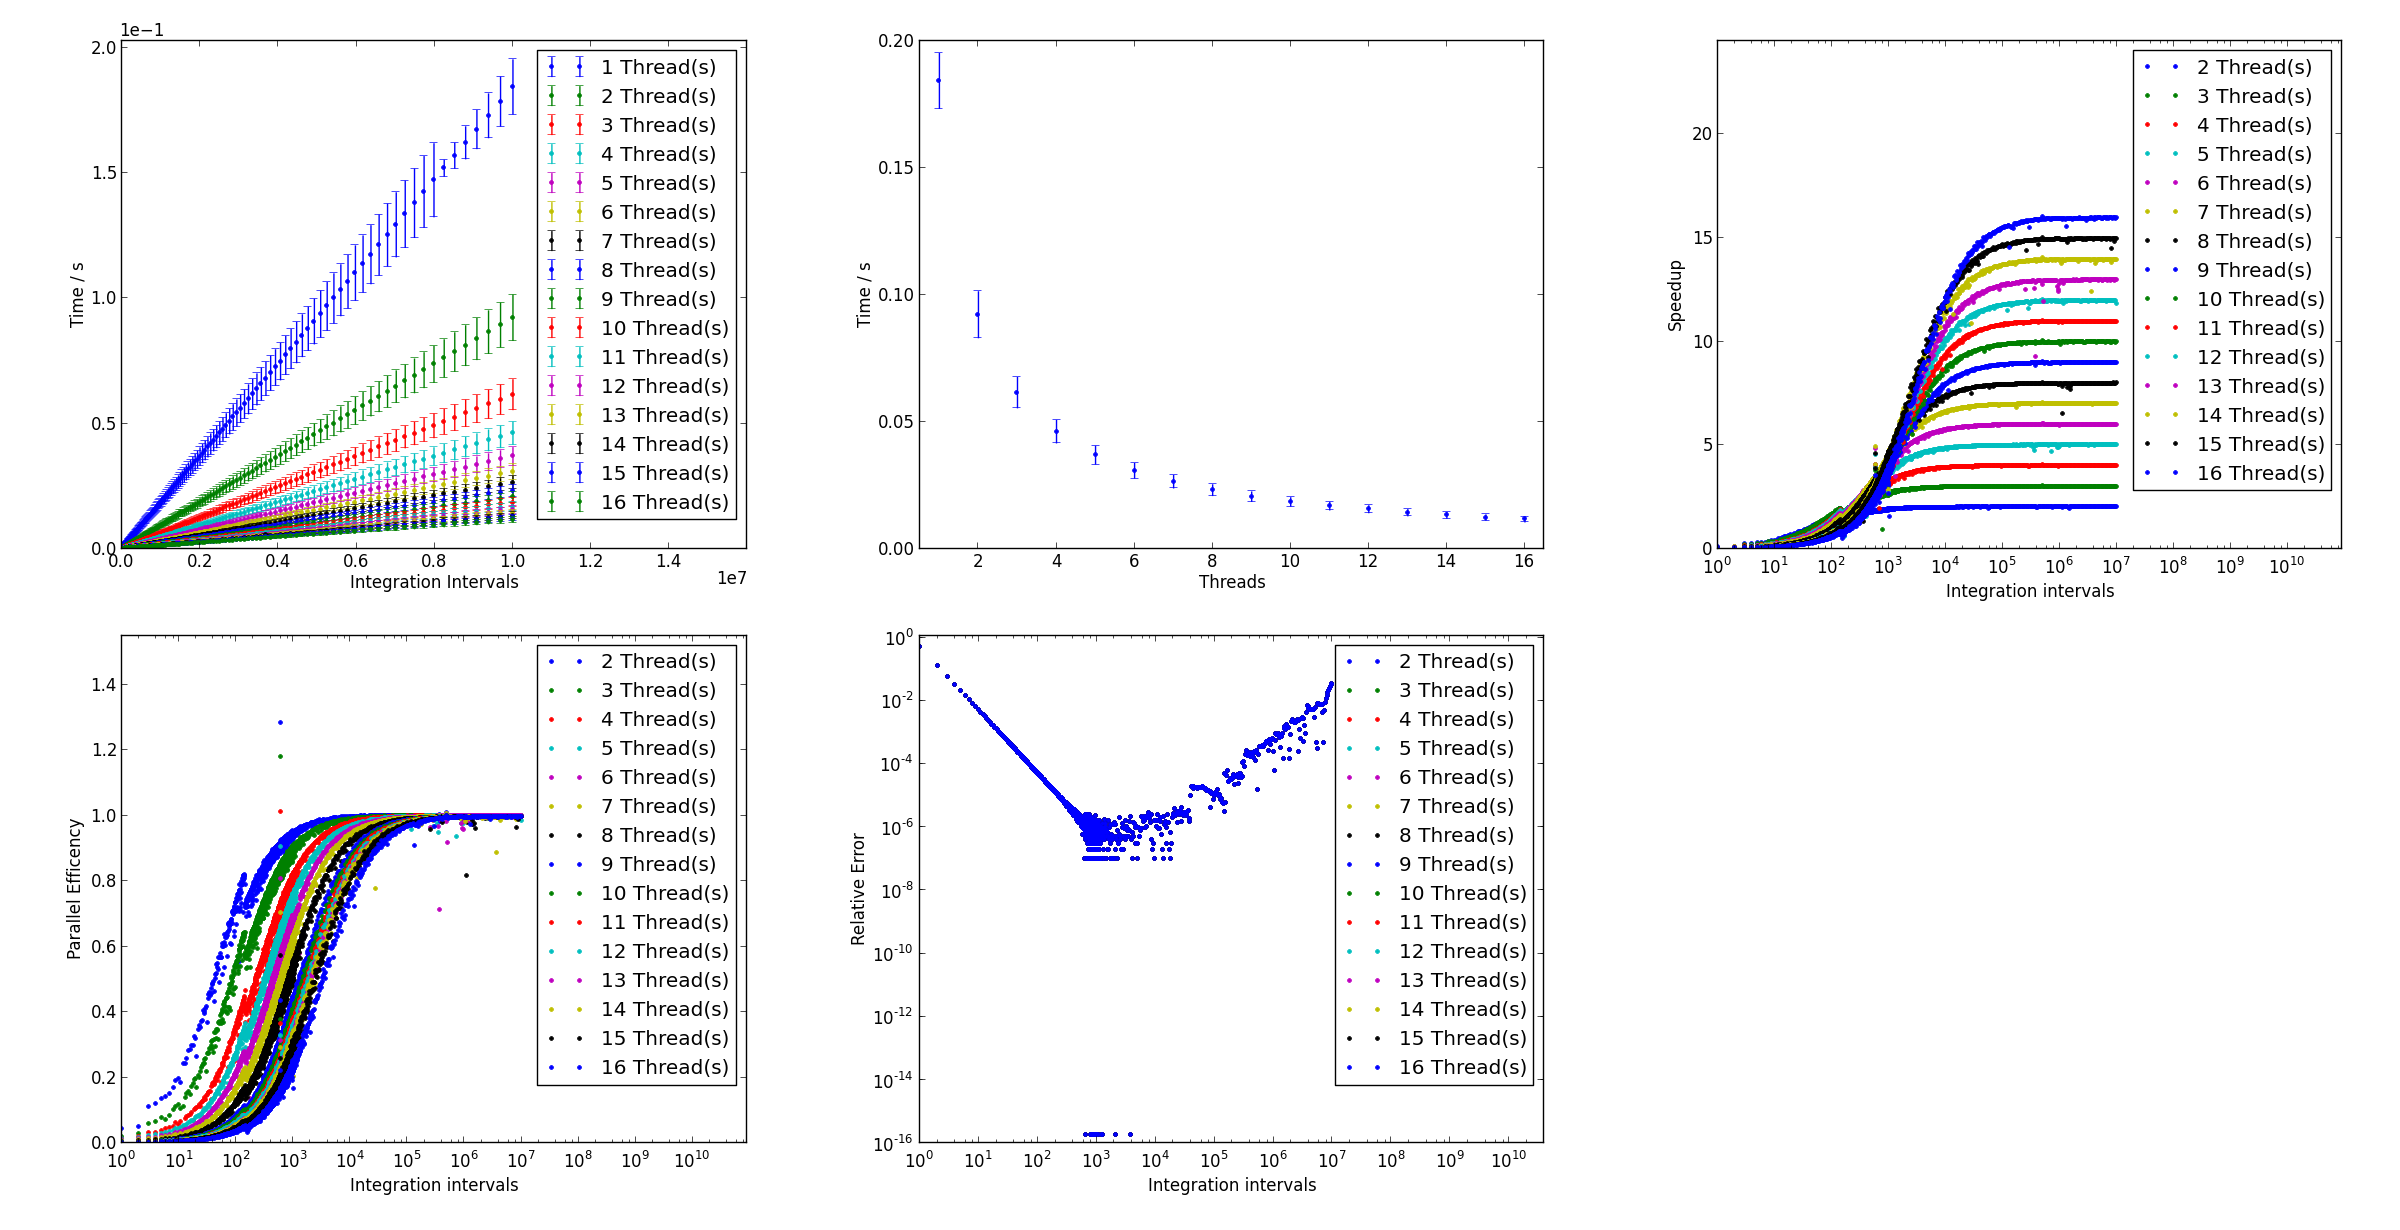 1e−1
2.0
1.5
1.0
0.5
0.0
0.0 0.2 0.4 0.6 0.8 1.0 1.2 1.4
1e7
Time / s
Integration Intervals
1 Thread(s)
2 Thread(s)
3 Thread(s)
4 Thread(s)
5 Thread(s)
6 Thread(s)
7 Thread(s)
8 Thread(s)
9 Thread(s)
10 Thread(s)
11 Thread(s)
12 Thread(s)
13 Thread(s)
14 Thread(s)
15 Thread(s)
16 Thread(s)
0.20
0.15
0.10
0.05
0.00
2 4 6 8 10 12 14 16
Time / s
Threads
20
15
10
5
0
10^0 10^1 10^2 10^3 10^4 10^5 10^6 10^7 10^8 10^9 10^10
Speedup
Integration intervals
2 Thread(s)
3 Thread(s)
4 Thread(s)
5 Thread(s)
6 Thread(s)
7 Thread(s)
8 Thread(s)
9 Thread(s)
10 Thread(s)
11 Thread(s)
12 Thread(s)
13 Thread(s)
14 Thread(s)
15 Thread(s)
16 Thread(s)
1.4
1.2
1.0
0.8
0.6
0.4
0.2
0.0
10^0 10^1 10^2 10^3 10^4 10^5 10^6 10^7 10^8 10^9 10^10
Parallel Efficency
Integration intervals
2 Thread(s)
3 Thread(s)
4 Thread(s)
5 Thread(s)
6 Thread(s)
7 Thread(s)
8 Thread(s)
9 Thread(s)
10 Thread(s)
11 Thread(s)
12 Thread(s)
13 Thread(s)
14 Thread(s)
15 Thread(s)
16 Thread(s)
10^0
10^-2
10^-4
10^-6
10^-8
10^-10
10^-12
10^-14
10^-16
10^0 10^1 10^2 10^3 10^4 10^5 10^6 10^7 10^8 10^9 10^10
Relative Error
Integration intervals
2 Thread(s)
3 Thread(s)
4 Thread(s)
5 Thread(s)
6 Thread(s)
7 Thread(s)
8 Thread(s)
9 Thread(s)
10 Thread(s)
11 Thread(s)
12 Thread(s)
13 Thread(s)
14 Thread(s)
15 Thread(s)
16 Thread(s)